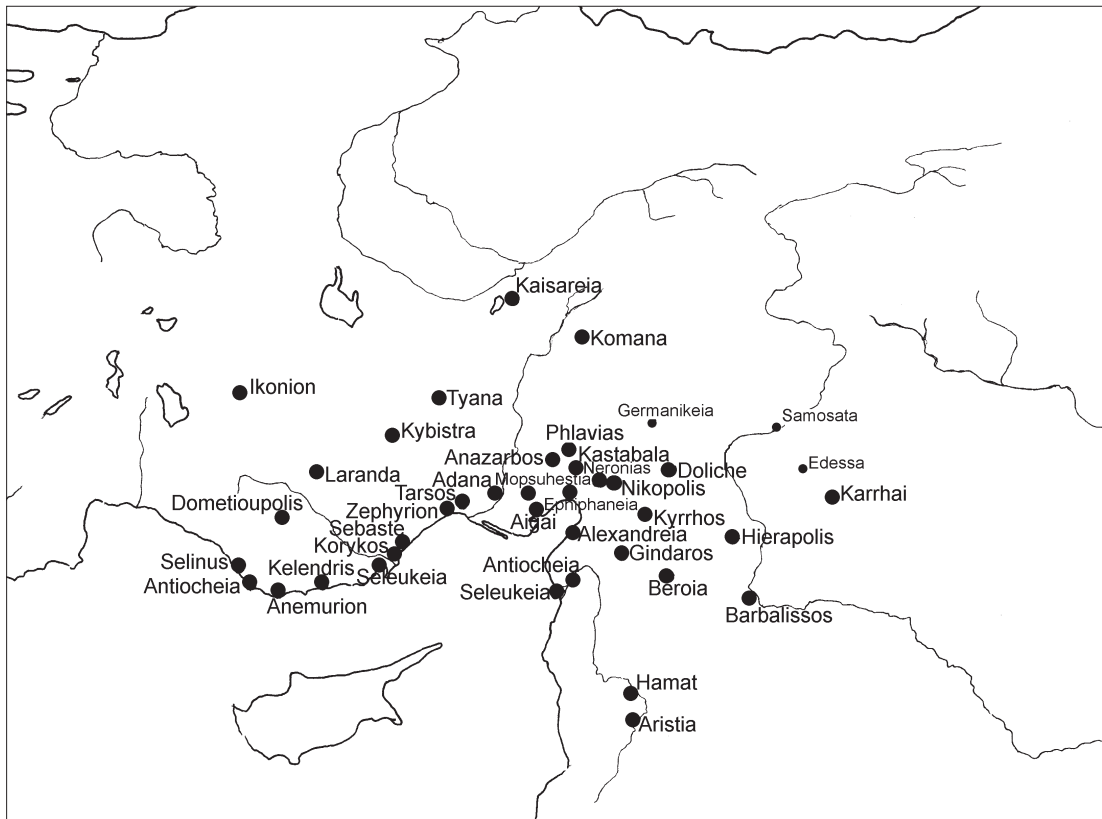 Kaisareia
Komana
Ikonion
Tyana
Germanikeia
Samosata
Phlavias
Kybistra
Kastabala
Anazarbos
Neronias
Edessa
Laranda
Adana
Mopsuhestia
Doliche
Nikopolis
Karrhai
Tarsos
Dometioupolis
Zephyrion
Ephiphaneia
Aigai
Kyrrhos
Sebaste
Alexandreia
Hierapolis
Korykos
Gindaros
Selinus
Kelendris
Seleukeia
Antiocheia
Antiocheia
Beroia
Seleukeia
Anemurion
Barbalissos
Hamat
Aristia